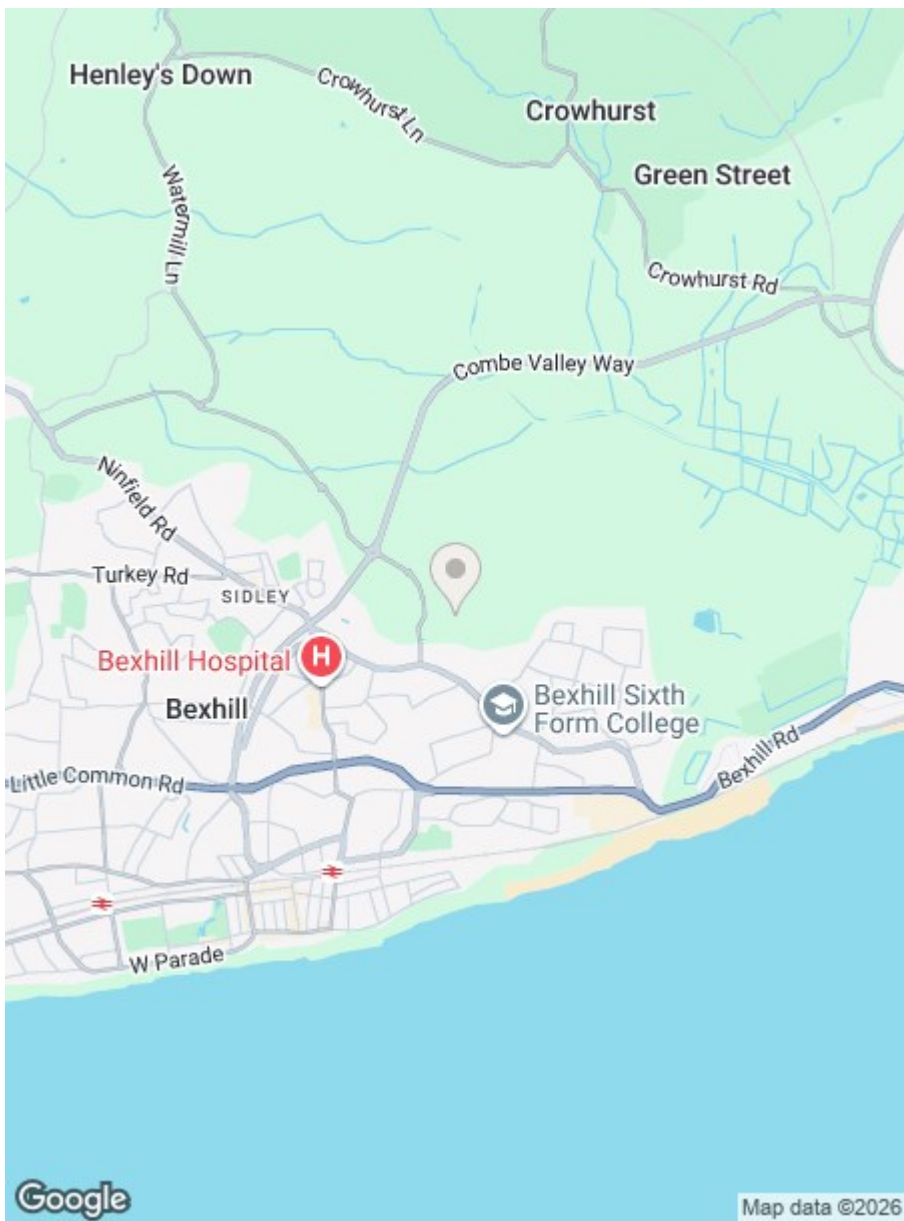 Henley's Down
Crowhurst Ln
Crowhurst
Green Street
Watermill Ln
Crowhurst Rd
Combe Valley Way
Ninfield Rd
Turkey Rd
SIDLEY
Bexhill Hospital
H
Bexhill
Bexhill Sixth
Form College
Bexhill Rd
Little Common Rd
W Parade
Google
Map data ©2026